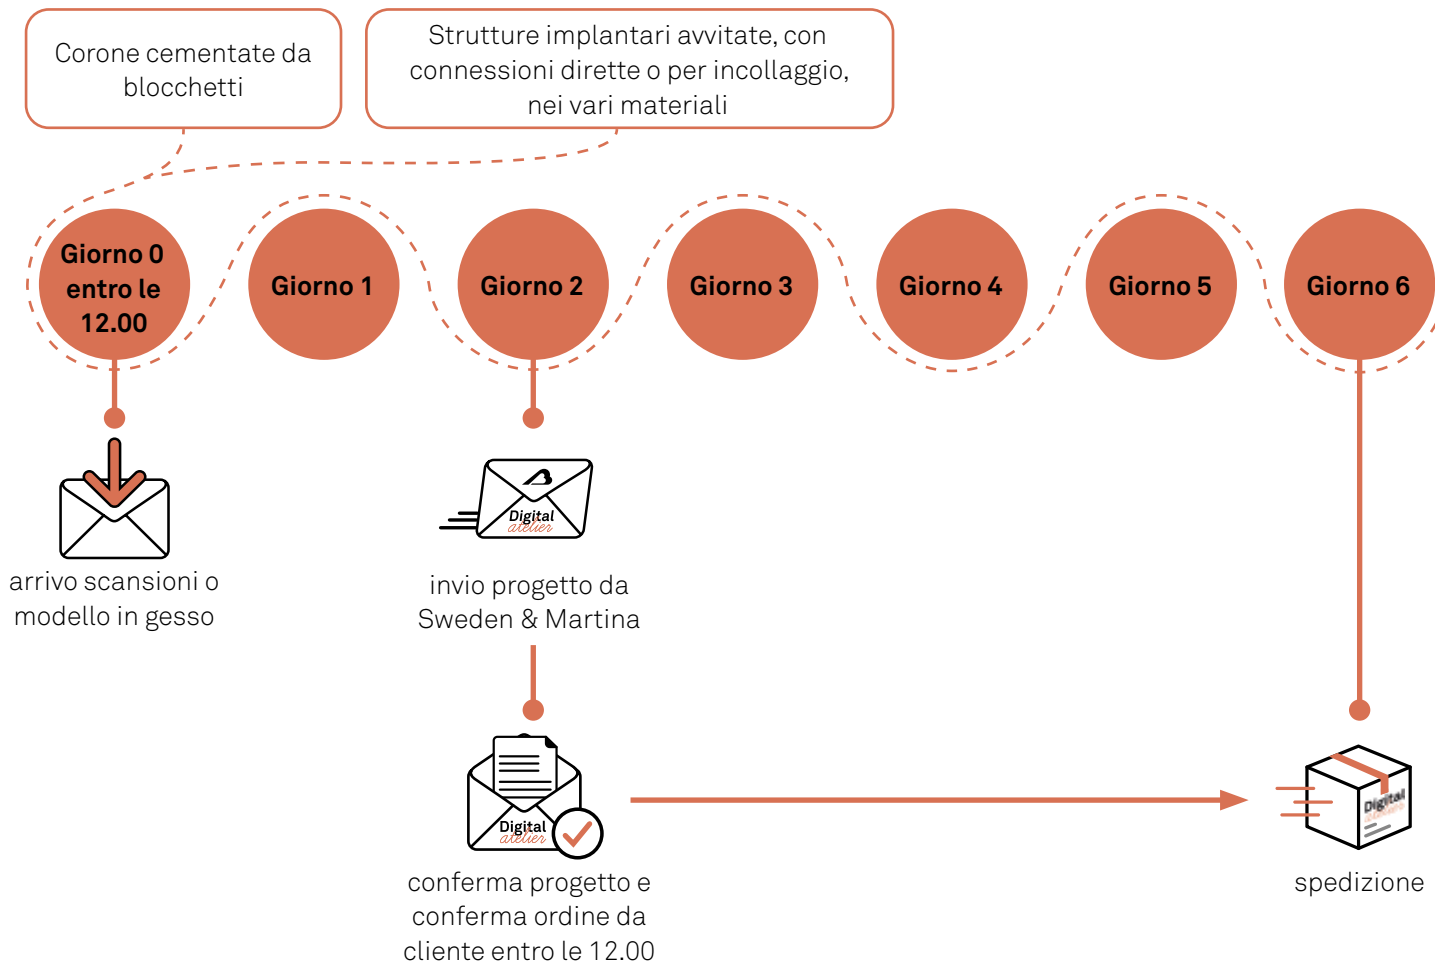 Corone cementate da
blocchetti
Strutture implantari avvitate, con
connessioni dirette o per incollaggio,
nei vari materiali
Giorno 0
entro le
12.00
Giorno 1
Giorno 2
Giorno 3
Giorno 4
Giorno 5
Giorno 6
arrivo scansioni o
modello in gesso
Digital
atelier
invio progetto da
Sweden & Martina
Digital
atelier
conferma progetto e
conferma ordine da
cliente entro le 12.00
Digital
atelier
spedizione